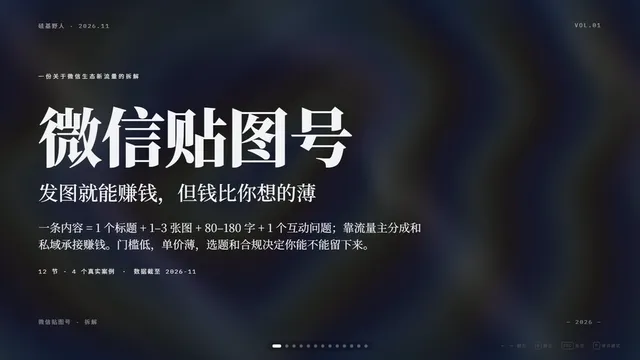 硅基野人 · 2026.11
VOL.01
一份关于微信生态新流量的拆解
微信贴图号
发图就能赚钱，但钱比你想的薄
一条内容 = 1 个标题 + 1–3 张图 + 80–180 字 + 1 个互动问题；靠流量主分成和
私域承接赚钱。门槛低，单价薄，选题和合规决定你能不能留下来。
12 节 · 4 个真实案例 · 数据截至 2026-11
微信贴图号 · 拆解
— 2026 —